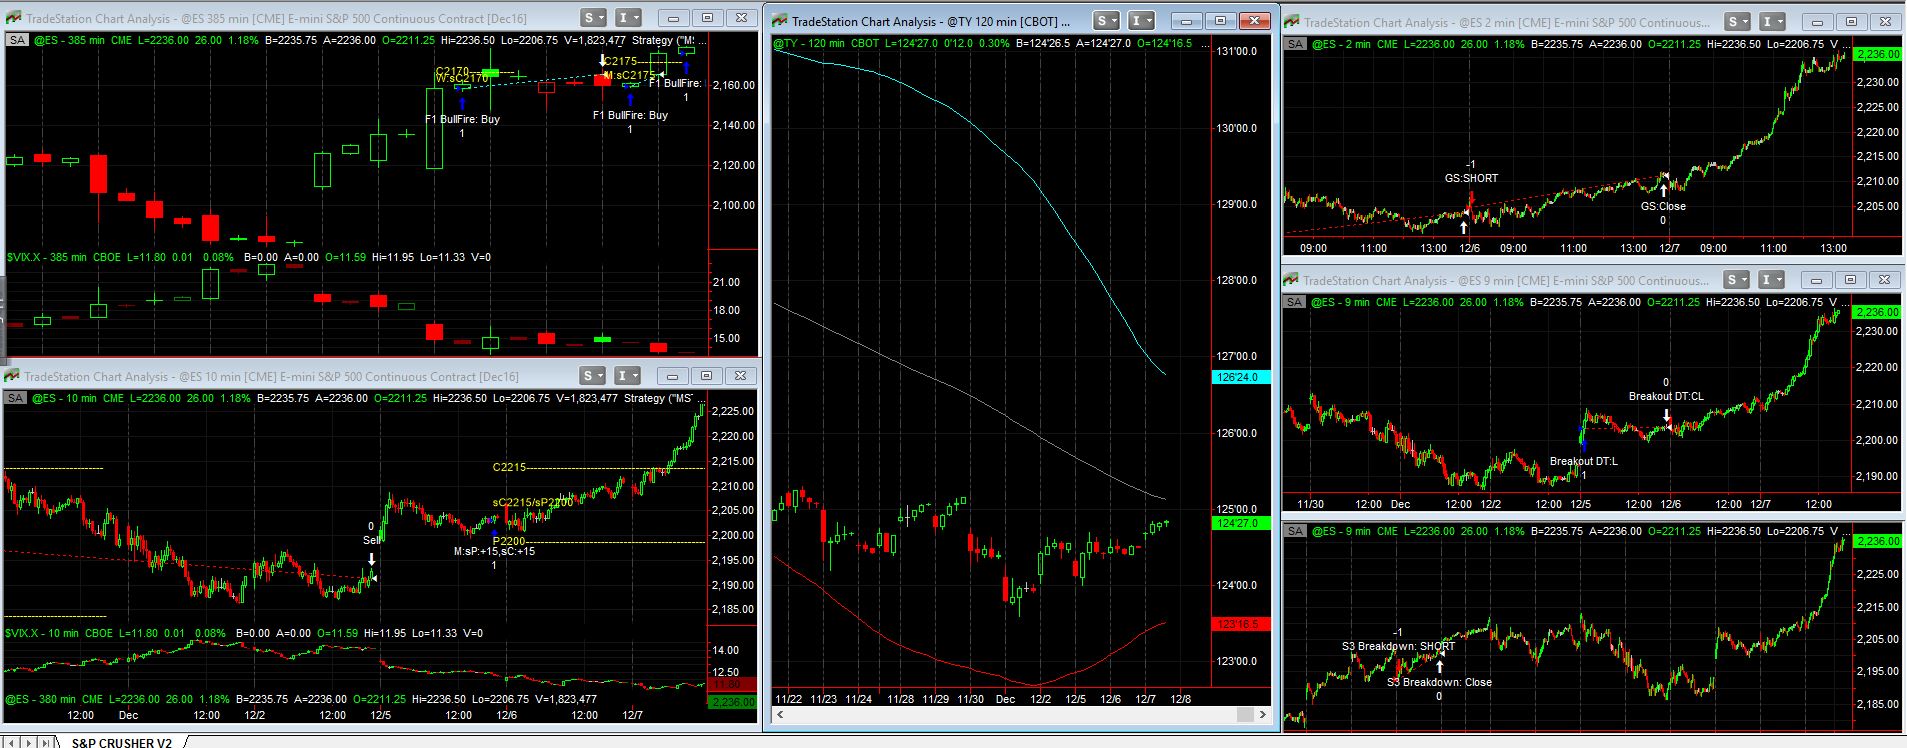 TradeStation Chart Analysis - @ES 385 min [CME] E-mini S&P 500 Continuous Contract [Dec16]
S I
SA @ES - 385 min CME L=2236.00 26.00 1.18% B=2235.75 A=2236.00 O=2211.25 Hi=2236.50 Lo=2206.75 V=1,823,477 Strategy ("MS ...
C2170
W:sC2170
C2175
M:sC2175
F1 BullFire: Buy
1
F1 BullFire: Buy
1
F1 BullFire:
1
2,160.00
2,140.00
2,120.00
2,100.00
$VIX.X - 385 min CBOE L=11.80 0.01 0.08% B=0.00 A=0.00 O=11.59 Hi=11.95 Lo=11.33 V=0
21.00
18.00
15.00
TradeStation Chart Analysis - @ES 10 min [CME] E-mini S&P 500 Continuous Contract [Dec16]
S I
SA @ES - 10 min CME L=2236.00 26.00 1.18% B=2235.75 A=2236.00 O=2211.25 Hi=2236.50 Lo=2206.75 V=1,823,477 Strategy ("MS ...
2,225.00
2,220.00
2,215.00
2,210.00
2,205.00
2,200.00
2,195.00
2,190.00
2,185.00
C2215
sC2215/sP2200
P2200
M:sP:+15,sC:+15
1
0
Sell
$VIX.X - 10 min CBOE L=11.80 0.01 0.08% B=0.00 A=0.00 O=11.59 Hi=11.95 Lo=11.33 V=0
14.00
12.50
11.80
@ES - 380 min CME L=2236.00 26.00 1.18% B=2235.75 A=2236.00 O=2211.25 Hi=2236.50 Lo=2206.75 V=1,823,477
2,236.00
12:00 Dec 12:00 12/2 12:00 12/5 12:00 12/6 12:00 12/7
S&P CRUSHER V2
TradeStation Chart Analysis - @TY 120 min [CBOT] ...
S I
@TY - 120 min CBOT L=124'27.0 0'12.0 0.30% B=124'26.5 A=124'27.0 O=124'16.5 ...
131'00.0
130'00.0
129'00.0
128'00.0
127'00.0
126'24.0
126'00.0
125'00.0
124'27.0
124'00.0
123'16.5
123'00.0
11/22 11/23 11/24 11/28 11/29 11/30 Dec 12/2 12/5 12/6 12/7 12/8
TradeStation Chart Analysis - @ES 2 min [CME] E-mini S&P 500 Continuous...
S I
SA @ES - 2 min CME L=2236.00 26.00 1.18% B=2235.75 A=2236.00 O=2211.25 Hi=2236.50 Lo=2206.75 V ...
2,236.00
2,230.00
2,225.00
2,220.00
2,215.00
2,210.00
2,205.00
-1
GS:SHORT
GS:Close
0
09:00 11:00 13:00 12/6 09:00 11:00 13:00 12/7 09:00 11:00 13:00
TradeStation Chart Analysis - @ES 9 min [CME] E-mini S&P 500 Continuous...
S I
SA @ES - 9 min CME L=2236.00 26.00 1.18% B=2235.75 A=2236.00 O=2211.25 Hi=2236.50 Lo=2206.75 V ...
2,236.00
2,230.00
2,210.00
2,200.00
2,190.00
0
Breakout DT:CL
Breakout DT:L
1
11/30 12:00 Dec 12:00 12/2 12:00 12/5 12:00 12/6 12:00 12/7 12:00
SA @ES - 9 min CME L=2236.00 26.00 1.18% B=2235.75 A=2236.00 O=2211.25 Hi=2236.50 Lo=2206.75 V ...
2,236.00
2,225.00
2,215.00
2,205.00
2,195.00
2,185.00
-1
S3 Breakdown: SHORT
S3 Breakdown: Close
0